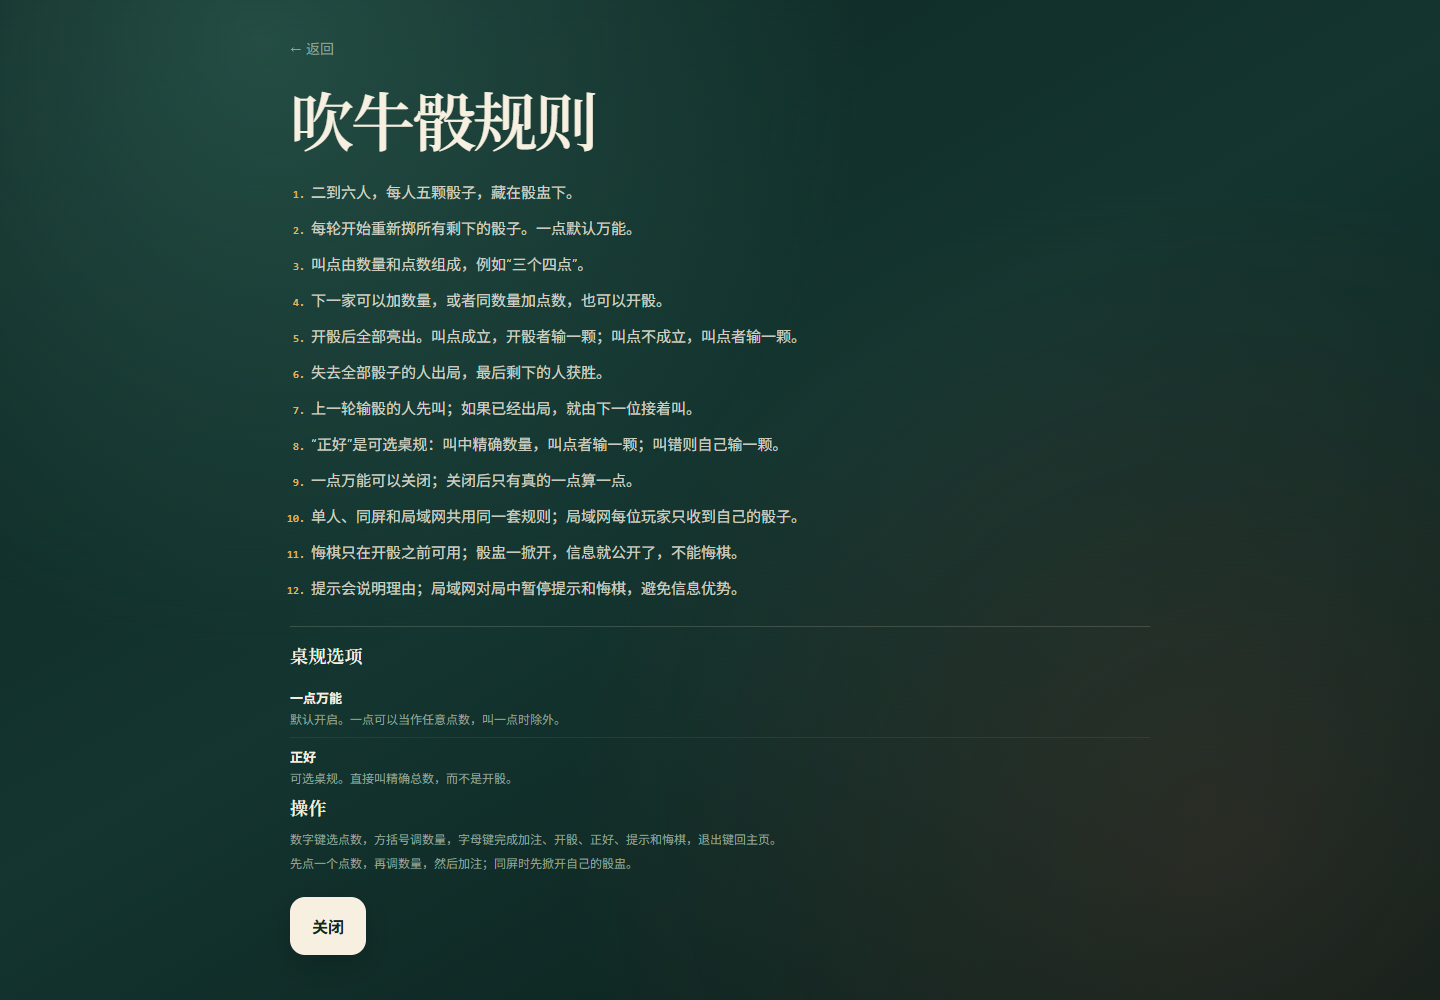 ← 返回
吹牛骰规则
1. 二到六人，每人五颗骰子，藏在骰盅下。
2. 每轮开始重新掷所有剩下的骰子。一点默认万能。
3. 叫点由数量和点数组成，例如“三个四点”。
4. 下一家可以加数量，或者同数量加点数，也可以开骰。
5. 开骰后全部亮出。叫点成立，开骰者输一颗；叫点不成立，叫点者输一颗。
6. 失去全部骰子的人出局，最后剩下的人获胜。
7. 上一轮输骰的人先叫；如果已经出局，就由下一位接着叫。
8. “正好”是可选桌规：叫中精确数量，叫点者输一颗；叫错则自己输一颗。
9. 一点万能可以关闭；关闭后只有真的一点算一点。
10. 单人、同屏和局域网共用同一套规则；局域网每位玩家只收到自己的骰子。
11. 悔棋只在开骰之前可用；骰盅一掀开，信息就公开了，不能悔棋。
12. 提示会说明理由；局域网对局中暂停提示和悔棋，避免信息优势。
桌规选项
一点万能
默认开启。一点可以当作任意点数，叫一点时除外。
正好
可选桌规。直接叫精确总数，而不是开骰。
操作
数字键选点数，方括号调数量，字母键完成加注、开骰、正好、提示和悔棋，退出键回主页。
先点一个点数，再调数量，然后加注；同屏时先掀开自己的骰盅。
关闭